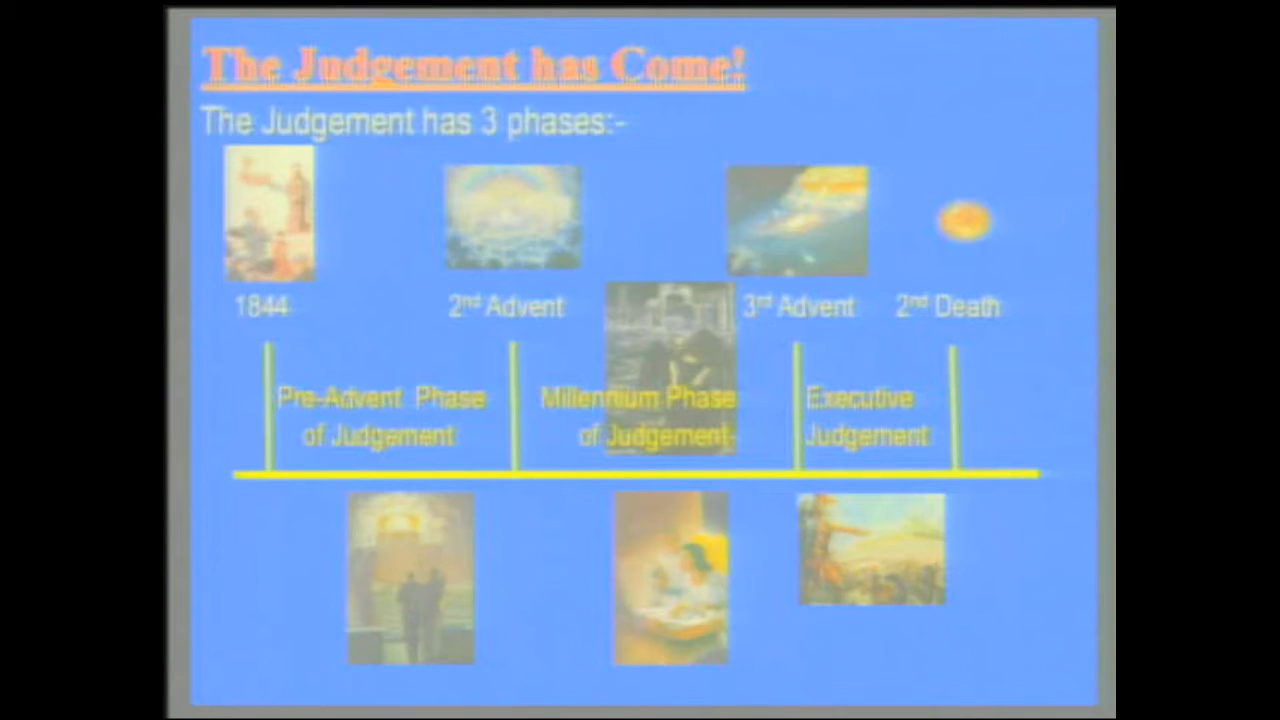 The Judgement has Come!
The Judgement has 3 phases:-
1844
2nd Advent
3rd Advent
2nd Death
Pre-Advent Phase
of Judgement
Millennium Phase
of Judgement
Executive
Judgement